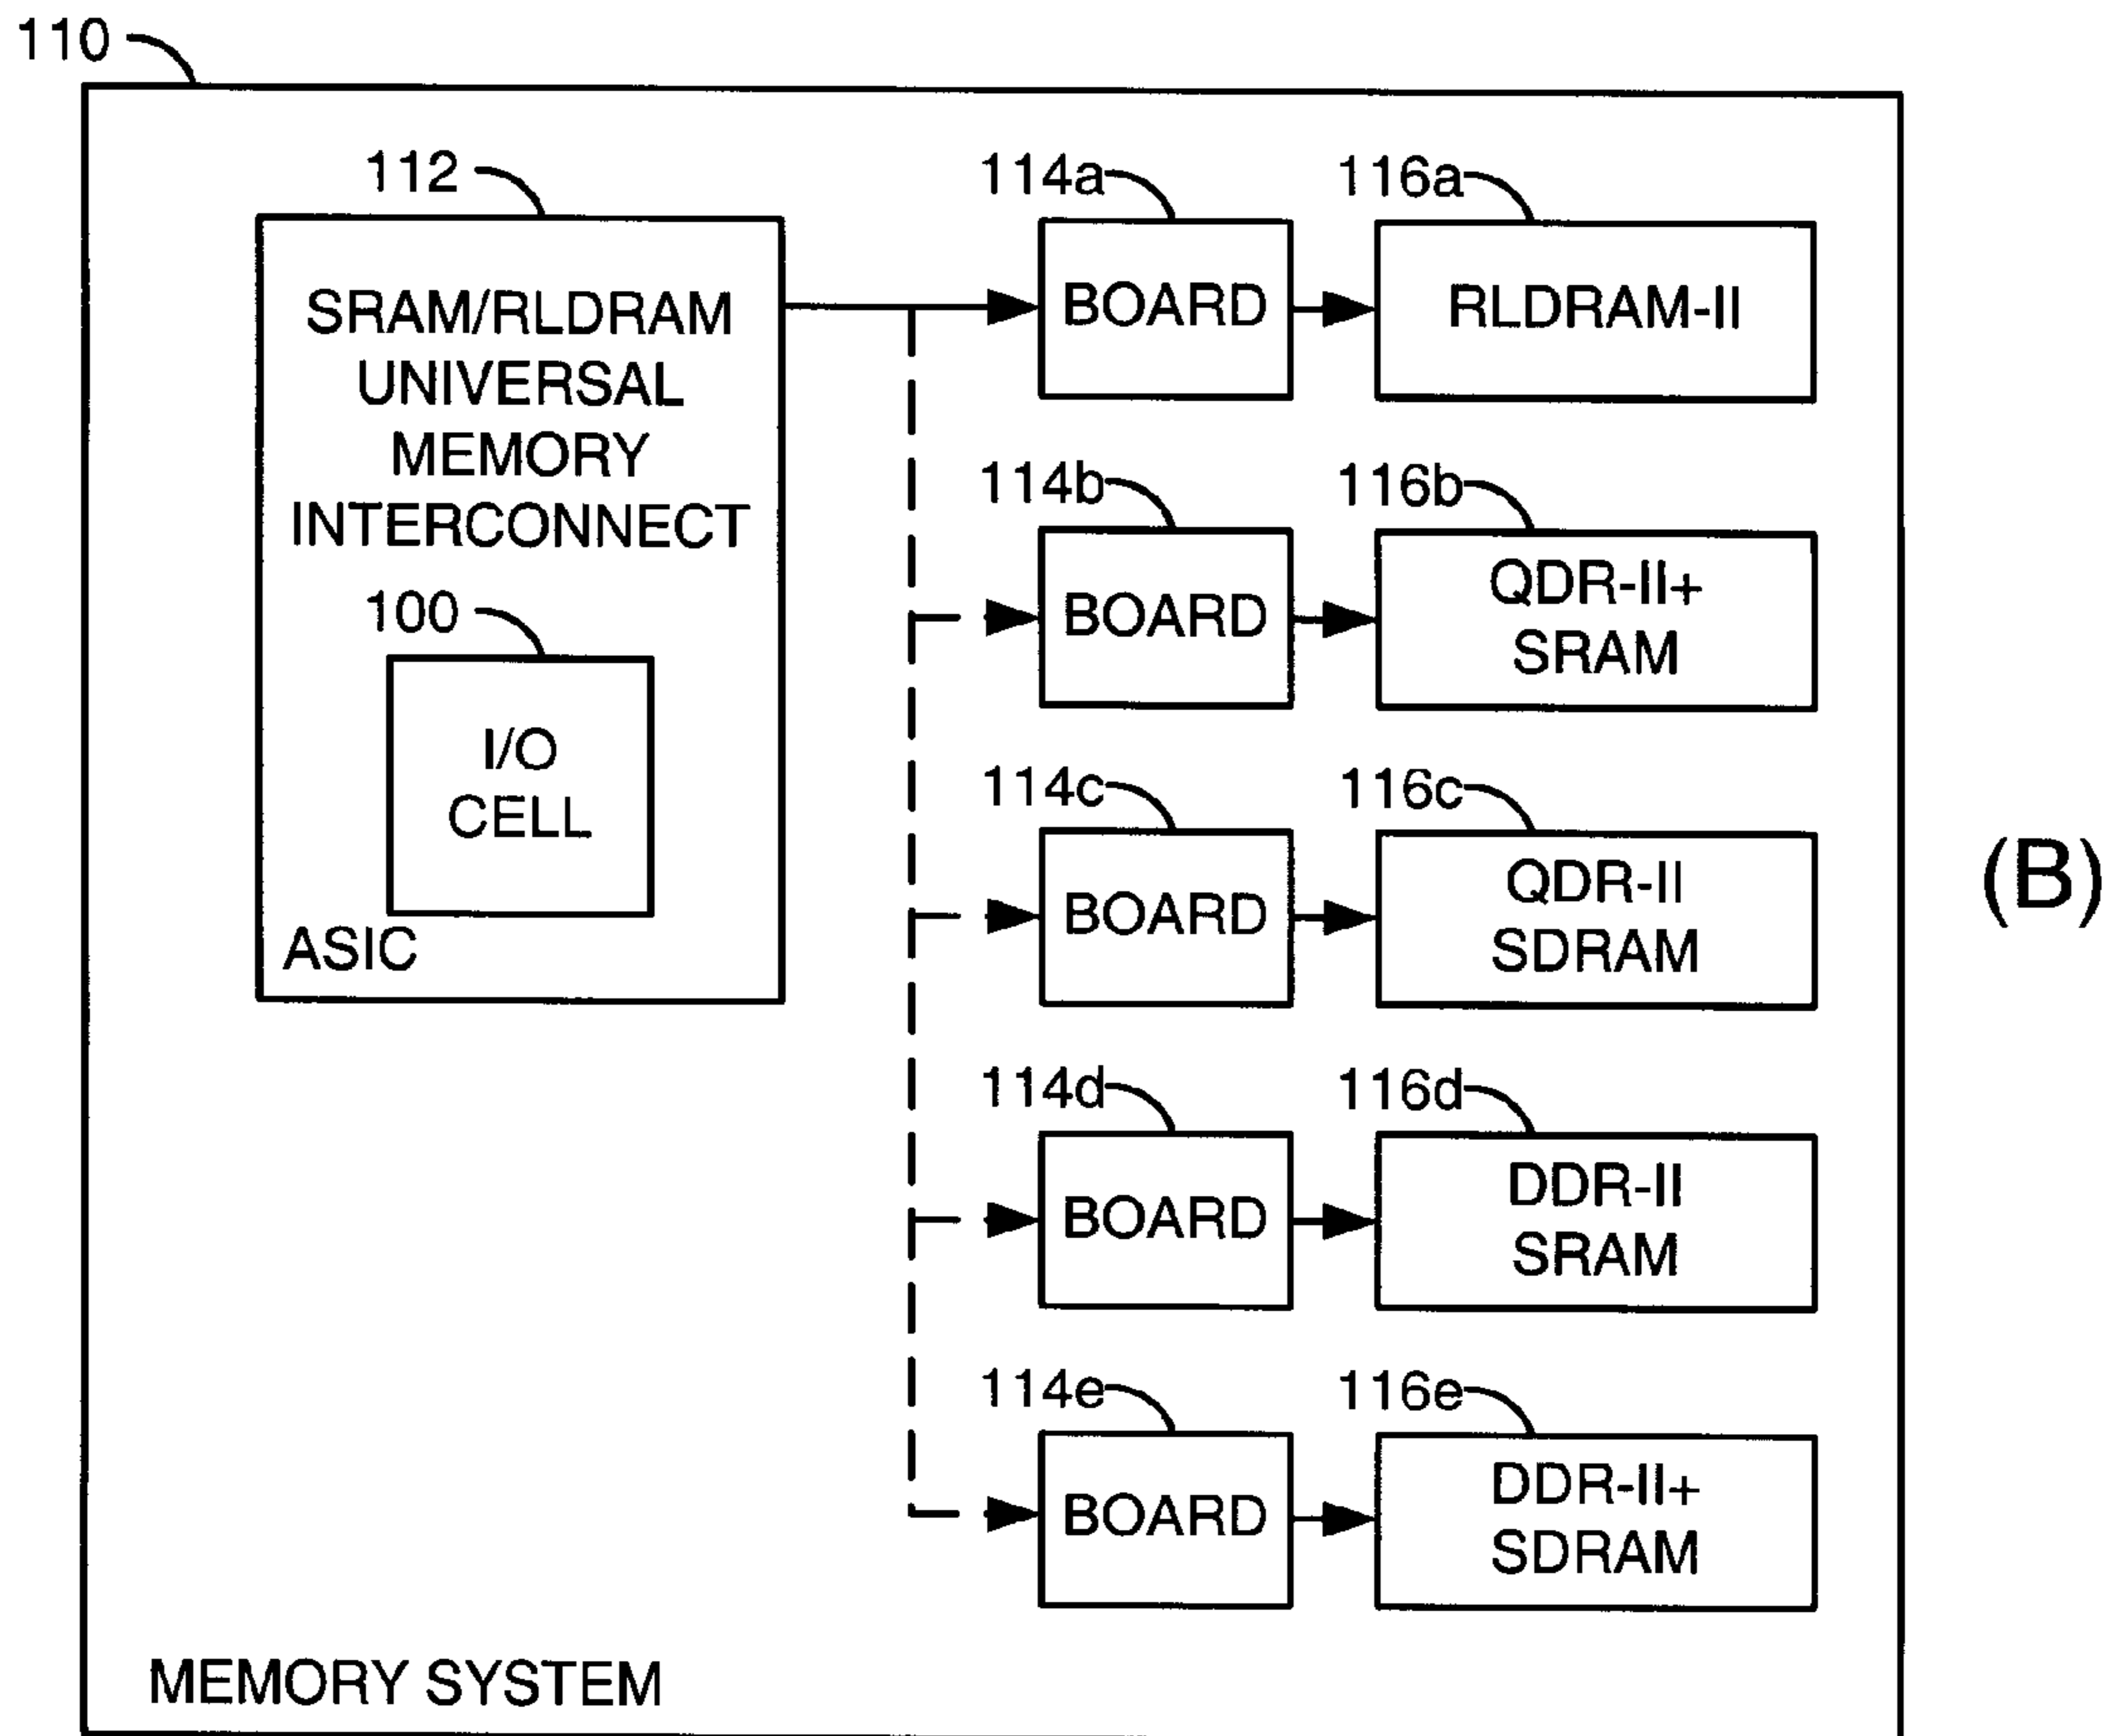 110
112
114a
116a
SRAM/RLDRAM
UNIVERSAL
MEMORY
INTERCONNECT
BOARD
RLDRAM-II
114b
116b
BOARD
QDR-II+
SRAM
100
I/O
CELL
ASIC
114c
116c
BOARD
QDR-II
SDRAM
(B)
114d
116d
BOARD
DDR-II
SRAM
114e
116e
BOARD
DDR-II+
SDRAM
MEMORY SYSTEM